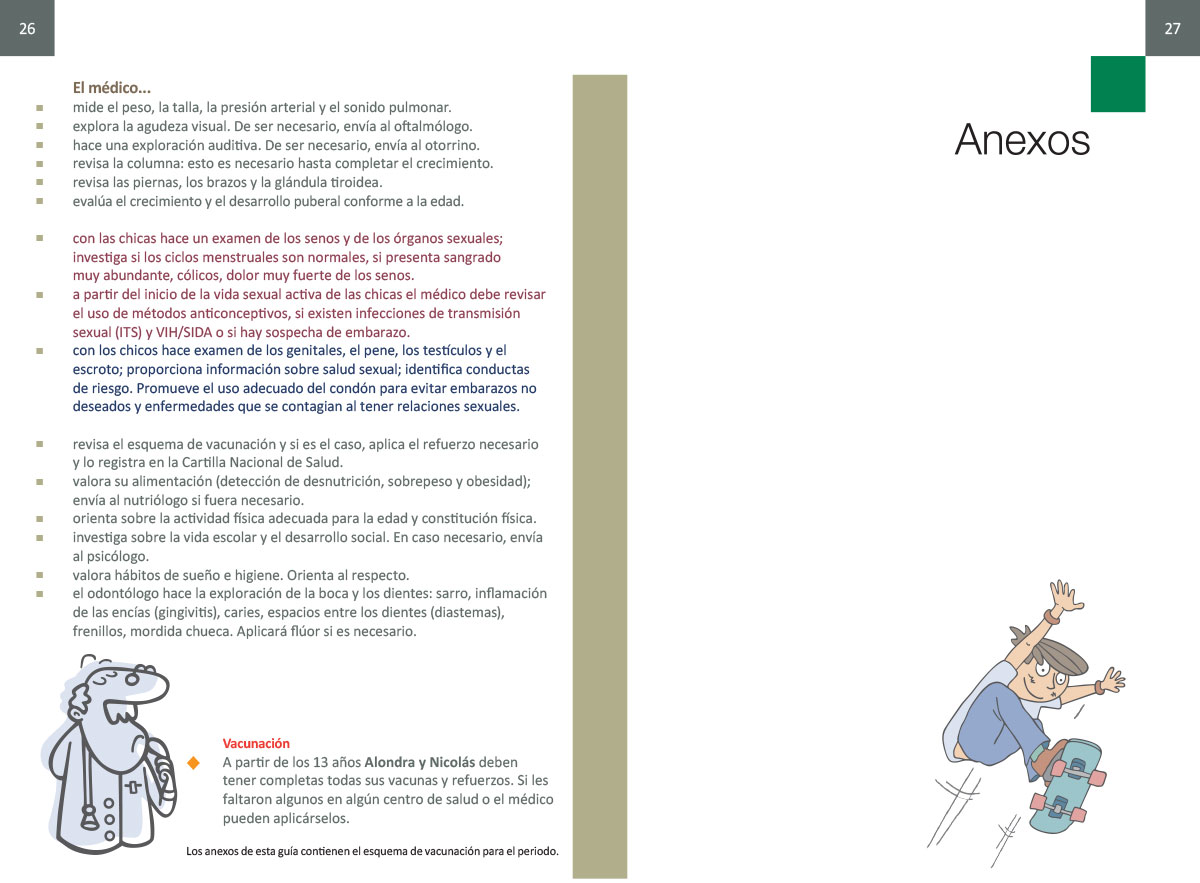 26
El médico...
mide el peso, la talla, la presión arterial y el sonido pulmonar.
explora la agudeza visual. De ser necesario, envía al oftalmólogo.
hace una exploración auditiva. De ser necesario, envía al otorrino.
revisa la columna: esto es necesario hasta completar el crecimiento.
revisa las piernas, los brazos y la glándula tiroidea.
evalúa el crecimiento y el desarrollo puberal conforme a la edad.
con las chicas hace un examen de los senos y de los órganos sexuales;
investiga si los ciclos menstruales son normales, si presenta sangrado
muy abundante, cólicos, dolor muy fuerte de los senos.
a partir del inicio de la vida sexual activa de las chicas el médico debe revisar
el uso de métodos anticonceptivos, si existen infecciones de transmisión
sexual (ITS) y VIH/SIDA o si hay sospecha de embarazo.
con los chicos hace examen de los genitales, el pene, los testículos y el
escroto; proporciona información sobre salud sexual; identifica conductas
de riesgo. Promueve el uso adecuado del condón para evitar embarazos no
deseados y enfermedades que se contagian al tener relaciones sexuales.
revisa el esquema de vacunación y si es el caso, aplica el refuerzo necesario
y lo registra en la Cartilla Nacional de Salud.
valora su alimentación (detección de desnutrición, sobrepeso y obesidad);
envía al nutriólogo si fuera necesario.
orienta sobre la actividad física adecuada para la edad y constitución física.
investiga sobre la vida escolar y el desarrollo social. En caso necesario, envía
al psicólogo.
valora hábitos de sueño e higiene. Orienta al respecto.
el odontólogo hace la exploración de la boca y los dientes: sarro, inflamación
de las encías (gingivitis), caries, espacios entre los dientes (diastemas),
frenillos, mordida chueca. Aplicará flúor si es necesario.
Vacunación
A partir de los 13 años Alondra y Nicolás deben
tener completas todas sus vacunas y refuerzos. Si les
faltaron algunos en algún centro de salud o el médico
pueden aplicárselos.
Los anexos de esta guía contienen el esquema de vacunación para el periodo.
27
Anexos